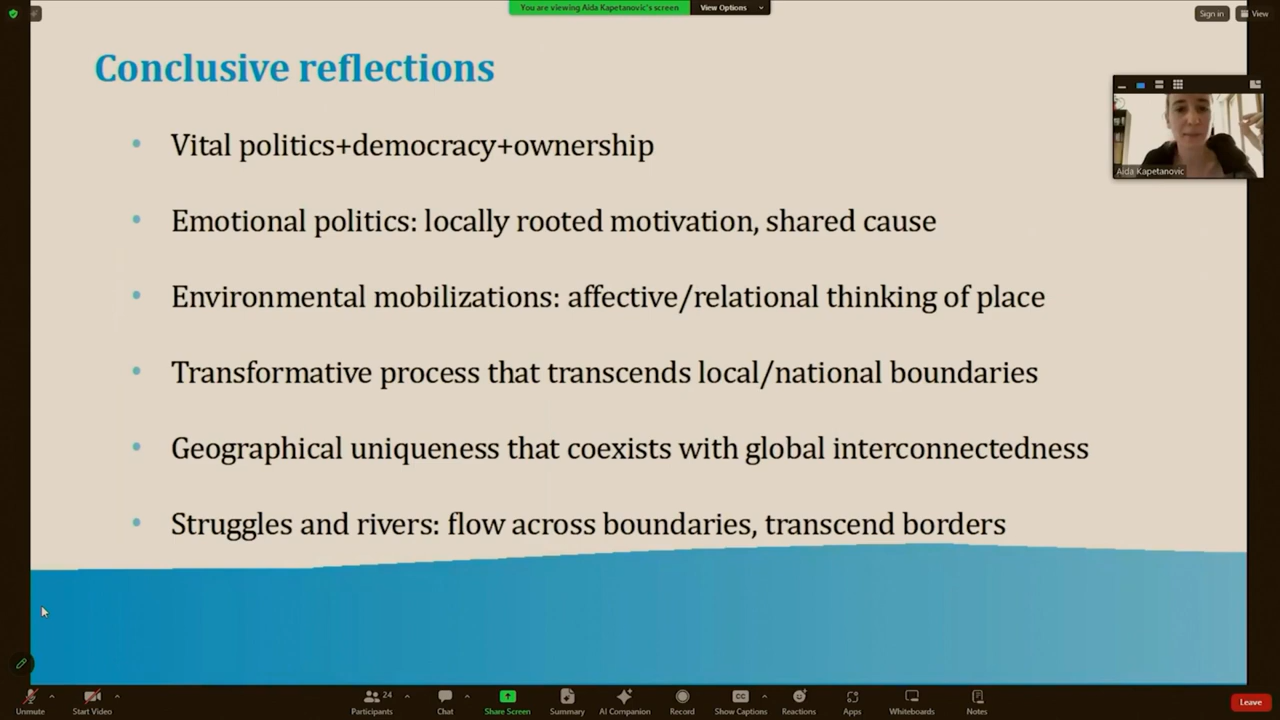 You are viewing Aida Kapetanovic's screen
View Options
Sign in
View
Conclusive reflections
Vital politics+democracy+ownership
Aida Kapetanovic
Emotional politics: locally rooted motivation, shared cause
Environmental mobilizations: affective/relational thinking of place
Transformative process that transcends local/national boundaries
Geographical uniqueness that coexists with global interconnectedness
Struggles and rivers: flow across boundaries, transcend borders
24
CC
Unmute
Start Video
Participants
Chat
Share Screen
Summary
AI Companion
Record
Show Captions
Reactions
Apps
Whiteboards
Notes
Leave